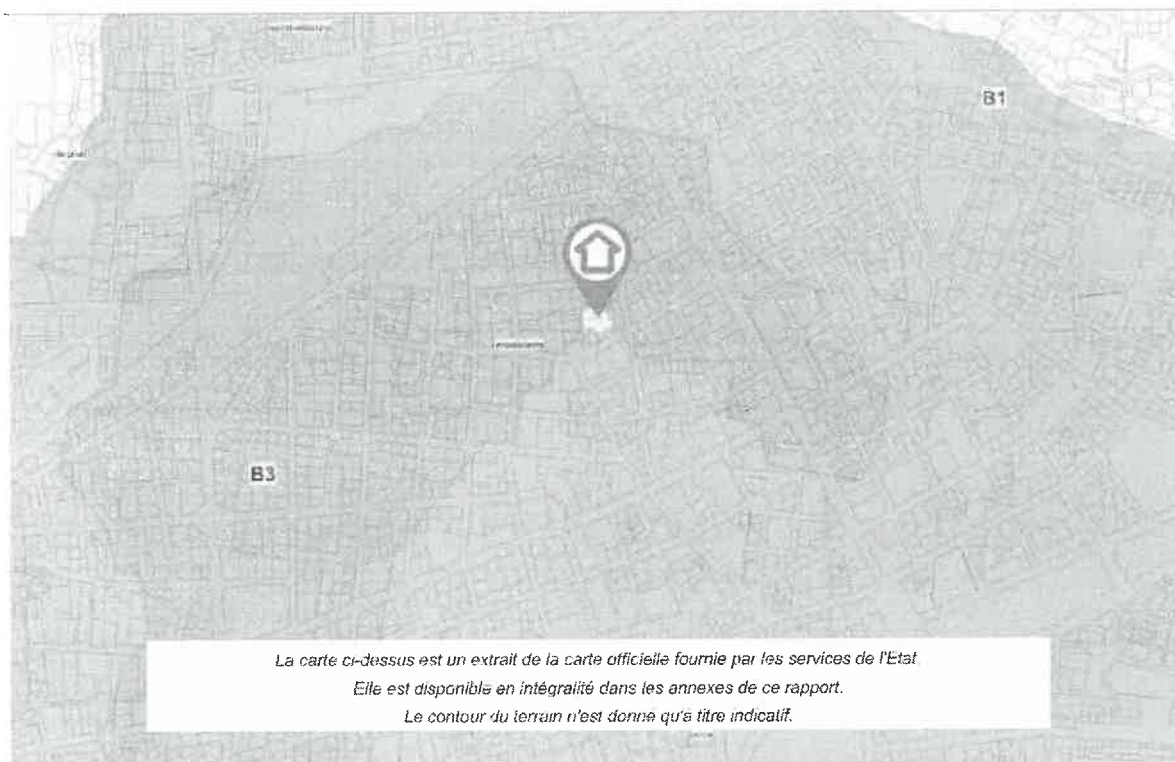 B1
B3
La carte ci-dessus est un extrait de la carte officielle fournie par les services de l'Etat
Elle est disponible en intégralité dans les annexes de ce rapport.
Le contour du terrain n'est donné qu'à titre indicatif.